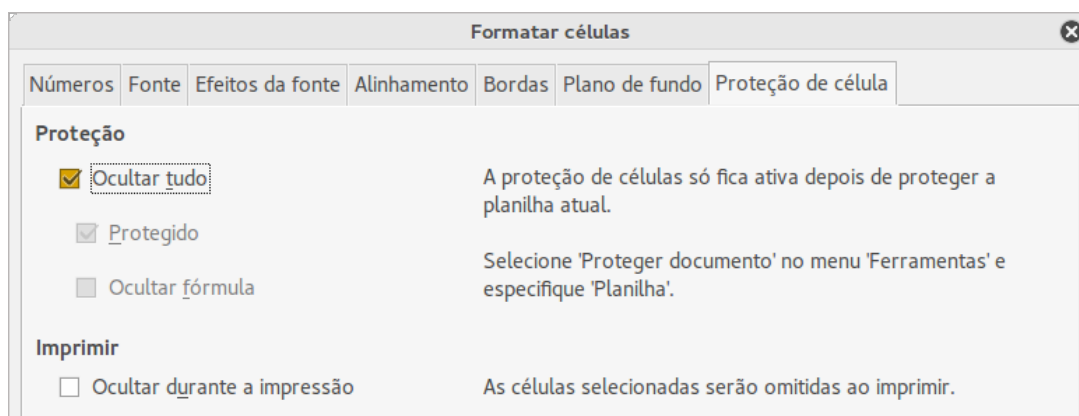 Formatar células
Números Fonte Efeitos da fonte Alinhamento Bordas Plano de fundo Proteção de célula
Proteção
Ocultar tudo
A proteção de células só fica ativa depois de proteger a
planilha atual.
Protegido
Selecione 'Proteger documento' no menu 'Ferramentas' e
especifique 'Planilha'.
Ocultar fórmula
Imprimir
Ocultar durante a impressão
As células selecionadas serão omitidas ao imprimir.